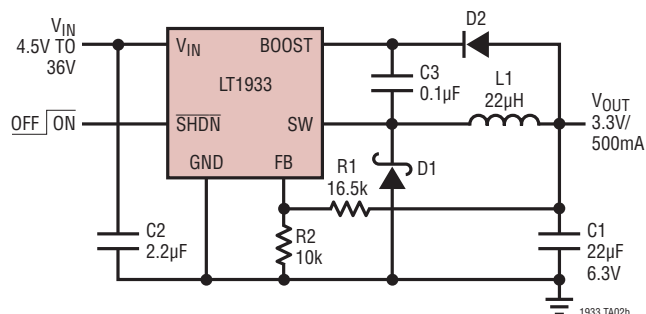 VIN
4.5V TO
36V
OFF ON
VIN
BOOST
LT1933
SHDN
SW
GND
FB
D2
C3
0.1µF
L1
22µH
VOUT
3.3V/
500mA
D1
R1
16.5k
R2
10k
C2
2.2µF
C1
22µF
6.3V
1933 TA02b